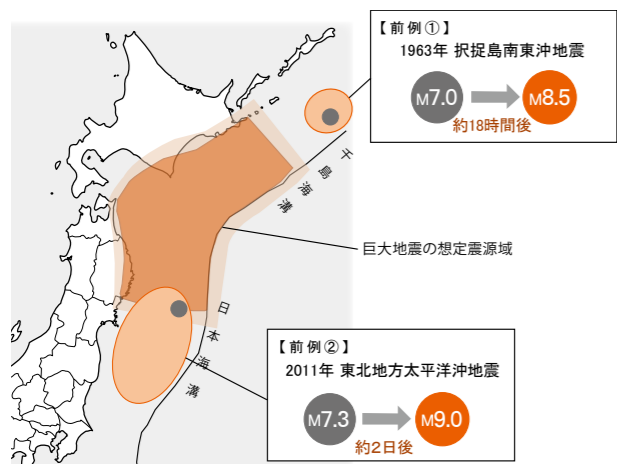 【前例①】
1963年 択捉島南東沖地震
M7.0
M8.5
約18時間後
千島海溝
巨大地震の想定震源域
日本海溝
【前例②】
2011年 東北地方太平洋沖地震
M7.3
M9.0
約2日後